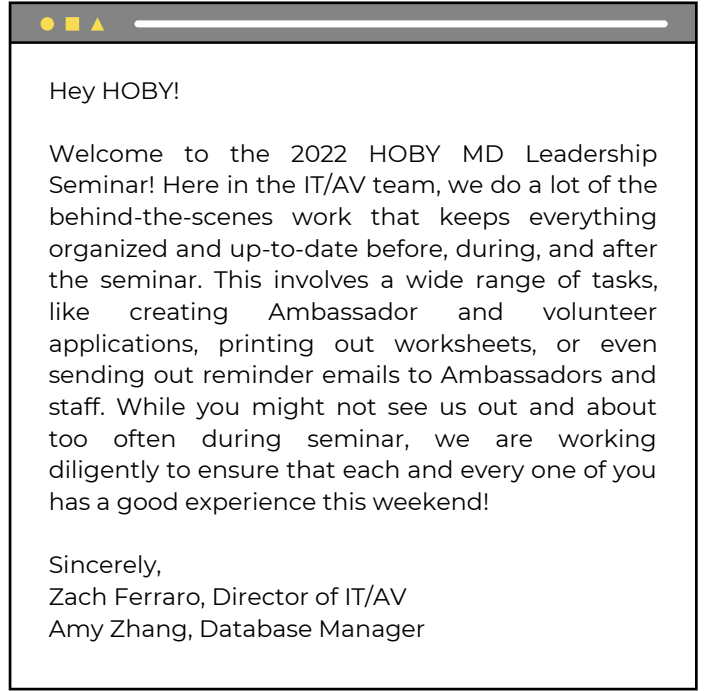 Hey HOBY!
Welcome to the 2022 HOBY MD Leadership
Seminar! Here in the IT/AV team, we do a lot of the
behind-the-scenes work that keeps everything
organized and up-to-date before, during, and after
the seminar. This involves a wide range of tasks,
like creating Ambassador and volunteer
applications, printing out worksheets, or even
sending out reminder emails to Ambassadors and
staff. While you might not see us out and about
too often during seminar, we are working
diligently to ensure that each and every one of you
has a good experience this weekend!
Sincerely,
Zach Ferraro, Director of IT/AV
Amy Zhang, Database Manager